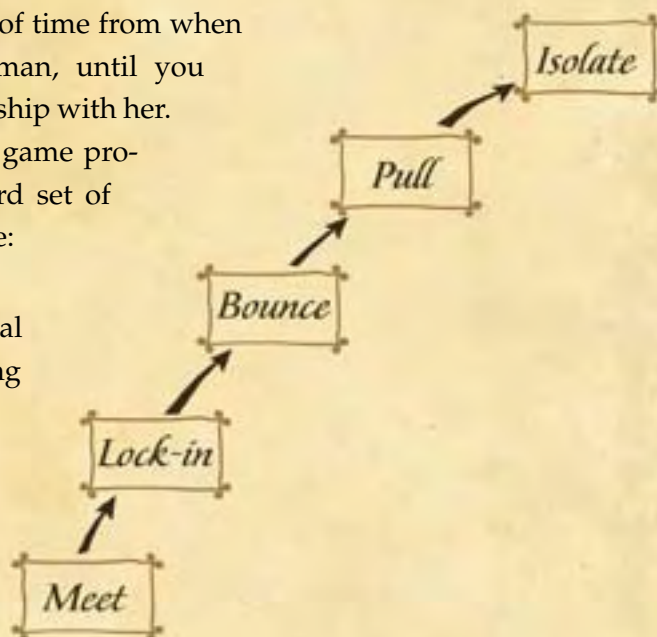 of time from when
man, until you
ship with her.
game pro-
rd set of
e:
al
ng
Isolate
Pull
Bounce
Lock-in
Meet